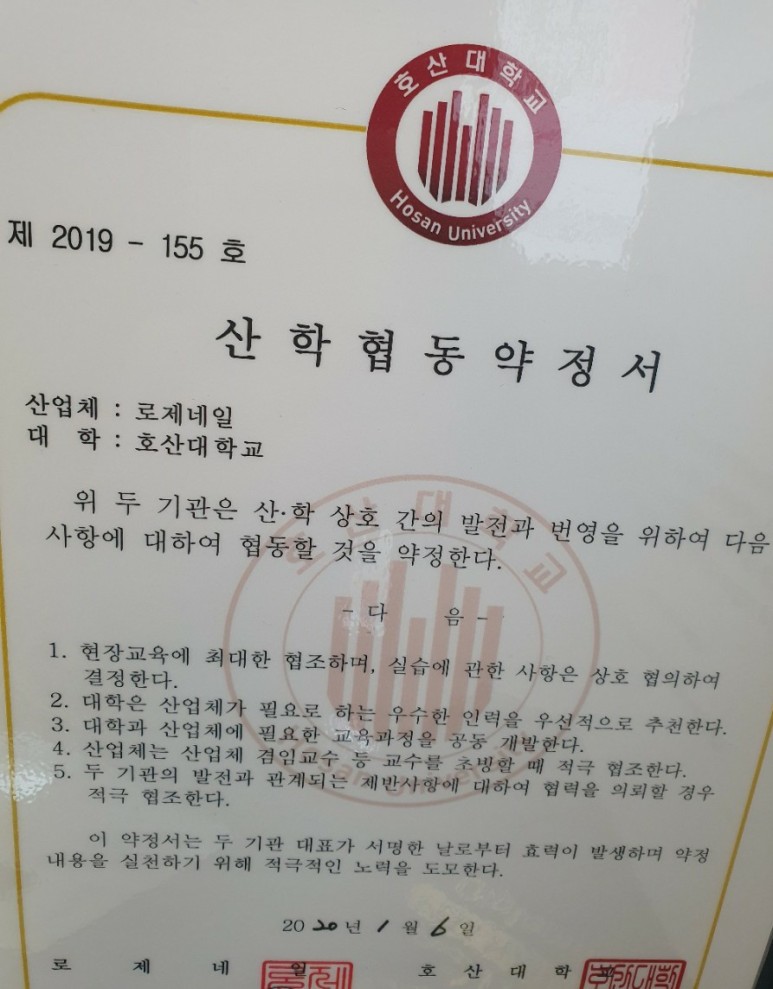 호산대학교
Hosan University
제 2019 - 155 호
산 학 협 동 약 정 서
산업체 : 로제네일
대 학 : 호산대학교
위 두 기관은 산·학 상호 간의 발전과 번영을 위하여 다음
사항에 대하여 협동할 것을 약정한다.
- 다 음 -
1. 현장교육에 최대한 협조하며, 실습에 관한 사항은 상호 협의하여
결정한다.
2. 대학은 산업체가 필요로 하는 우수한 인력을 우선적으로 추천한다.
3. 대학과 산업체에 필요한 교육과정을 공동 개발한다.
4. 산업체는 산업체 겸임교수 등 교수를 초빙할 때 적극 협조한다.
5. 두 기관의 발전과 관계되는 제반사항에 대하여 협력을 의뢰할 경우
적극 협조한다.
이 약정서는 두 기관 대표가 서명한 날로부터 효력이 발생하며 약정
내용을 실천하기 위해 적극적인 노력을 도모한다.
2020년 1월 6일
로 제 네 일 호 산 대 학 교